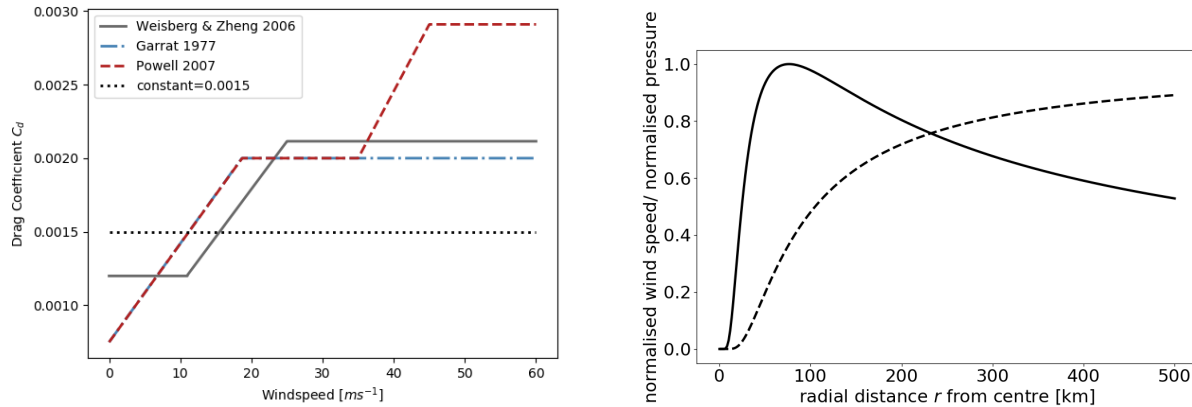 0.0030
0.0025
0.0020
0.0015
0.0010
Drag Coefficient C_d
Weisberg & Zheng 2006
Garrat 1977
Powell 2007
constant=0.0015
0 10 20 30 40 50 60
Windspeed [ms⁻¹]
normalised wind speed/ normalised pressure
1.0
0.8
0.6
0.4
0.2
0.0
0 100 200 300 400 500
radial distance r from centre [km]